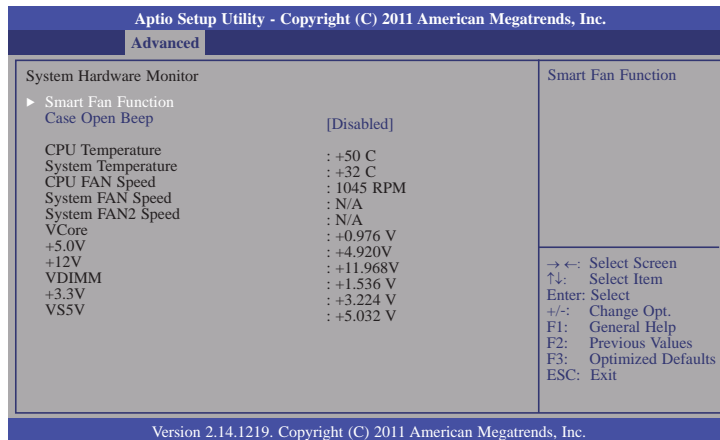 Aptio Setup Utility - Copyright (C) 2011 American Megatrends, Inc.
Advanced
System Hardware Monitor
► Smart Fan Function
Case Open Beep [Disabled]
CPU Temperature : +50 C
System Temperature : +32 C
CPU FAN Speed : 1045 RPM
System FAN Speed : N/A
System FAN2 Speed : N/A
VCore : +0.976 V
+5.0V : +4.920V
+12V : +11.968V
VDIMM : +1.536 V
+3.3V : +3.224 V
VS5V : +5.032 V
Smart Fan Function
→ ←: Select Screen
↑↓: Select Item
Enter: Select
+/-: Change Opt.
F1: General Help
F2: Previous Values
F3: Optimized Defaults
ESC: Exit
Version 2.14.1219. Copyright (C) 2011 American Megatrends, Inc.